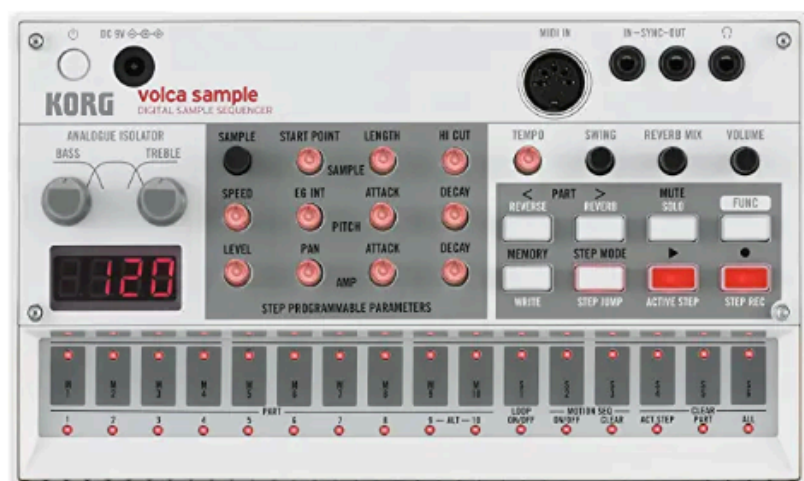 DC 9V
MIDI IN
IN-SYNC-OUT
KORG
volca sample
DIGITAL SAMPLE SEQUENCER
ANALOGUE ISOLATOR
BASS TREBLE
SAMPLE START POINT LENGTH HI CUT
SAMPLE
SPEED EG INT ATTACK DECAY
PITCH
LEVEL PAN ATTACK DECAY
AMP
STEP PROGRAMMABLE PARAMETERS
120
TEMPO SWING REVERB MIX VOLUME
< PART > MUTE
REVERSE REVERB SOLO FUNC
MEMORY STEP MODE
WRITE STEP JUMP ACTIVE STEP STEP REC
PART LOOP MOTION SEQ CLEAR
1 2 3 4 5 6 7 8 9 - ALT - 10 ON/OFF ON/OFF CLEAR ACT.STEP PART ALL